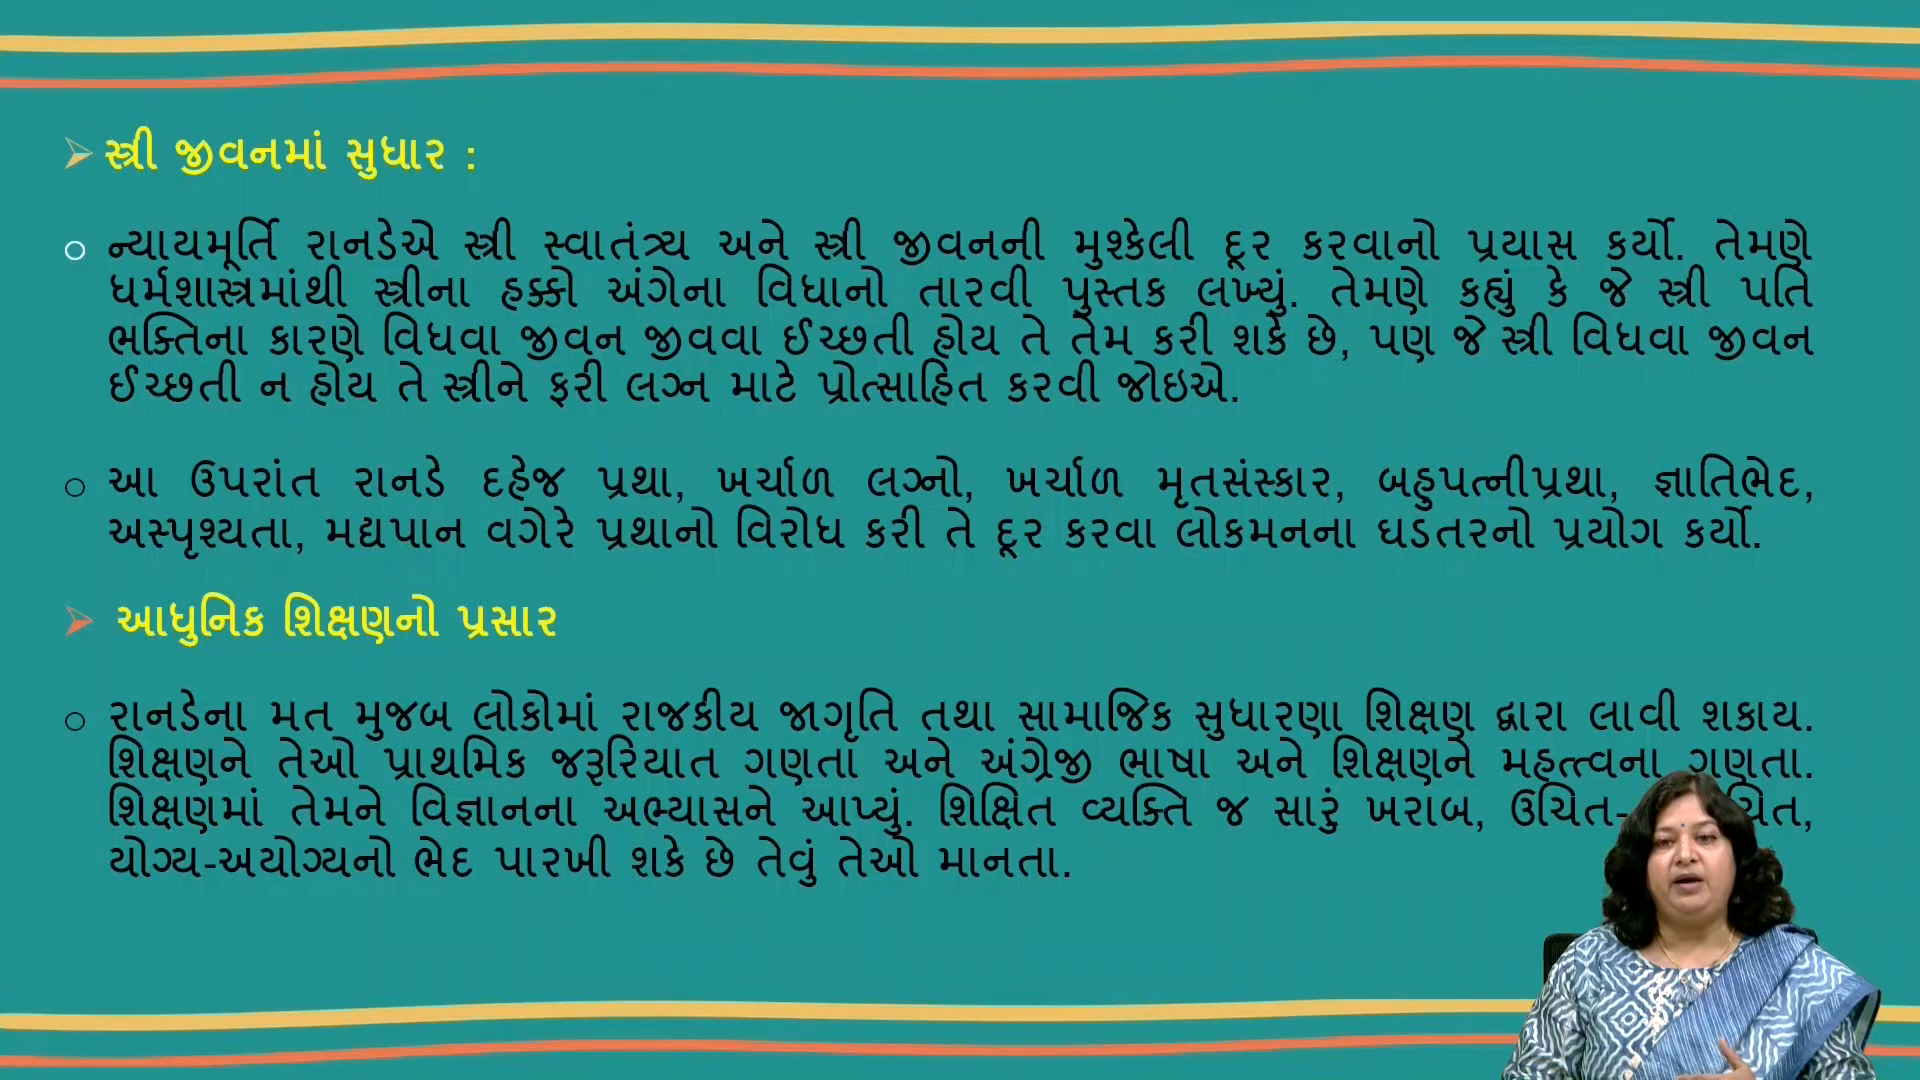 સ્ત્રી જીવનમાં સુધાર :
ન્યાયમૂર્તિ રાનડેએ સ્ત્રી સ્વાતંત્ર્ય અને સ્ત્રી જીવનની મુશ્કેલી દૂર કરવાનો પ્રયાસ કર્યો. તેમણે
ધર્મશાસ્ત્રમાંથી સ્ત્રીના હક્કો અંગેના વિધાનો તારવી પુસ્તક લખ્યું. તેમણે કહ્યું કે જે સ્ત્રી પતિ
ભક્તિના કારણે વિધવા જીવન જીવવા ઈચ્છતી હોય તે તેમ કરી શકે છે, પણ જે સ્ત્રી વિધવા જીવન
ઈચ્છતી ન હોય તે સ્ત્રીને ફરી લગ્ન માટે પ્રોત્સાહિત કરવી જોઇએ.
આ ઉપરાંત રાનડે દહેજ પ્રથા, ખર્ચાળ લગ્નો, ખર્ચાળ મૃતસંસ્કાર, બહુપત્નીપ્રથા, જ્ઞાતિભેદ,
અસ્પૃશ્યતા, મદ્યપાન વગેરે પ્રથાનો વિરોધ કરી તે દૂર કરવા લોકમનના ઘડતરનો પ્રયોગ કર્યો.
આધુનિક શિક્ષણનો પ્રસાર
રાનડેના મત મુજબ લોકોમાં રાજકીય જાગૃતિ તથા સામાજિક સુધારણા શિક્ષણ દ્વારા લાવી શકાય.
શિક્ષણને તેઓ પ્રાથમિક જરૂરિયાત ગણતા અને અંગ્રેજી ભાષા અને શિક્ષણને મહત્ત્વના ગણતા.
શિક્ષણમાં તેમને વિજ્ઞાનના અભ્યાસને આપ્યું. શિક્ષિત વ્યક્તિ જ સારું ખરાબ, ઉચિત-
યોગ્ય-અયોગ્યનો ભેદ પારખી શકે છે તેવું તેઓ માનતા.